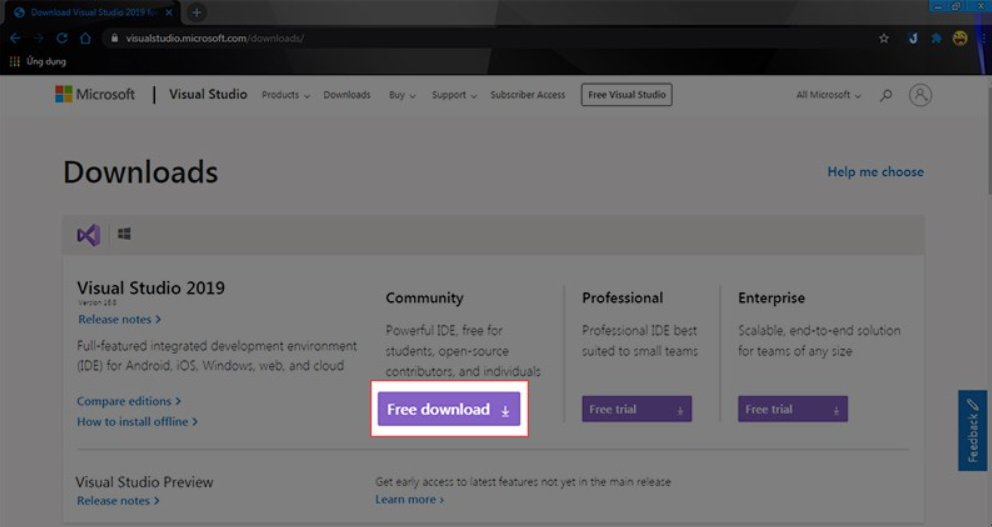 Download Visual Studio 2019 for
visualstudio.microsoft.com/downloads/
Ứng dụng
Microsoft | Visual Studio Products Downloads Buy Support Subscriber Access Free Visual Studio All Microsoft
Downloads
Help me choose
Visual Studio 2019
Release notes >
Full-featured integrated development environment
(IDE) for Android, iOS, Windows, web, and cloud
Compare editions >
How to install offline >
Community
Powerful IDE, free for
students, open-source
contributors, and individuals
Free download
Professional
Professional IDE best
suited to small teams
Free trial
Enterprise
Scalable, end-to-end solution
for teams of any size
Free trial
Feedback
Visual Studio Preview
Release notes >
Get early access to latest features not yet in the main release
Learn more >